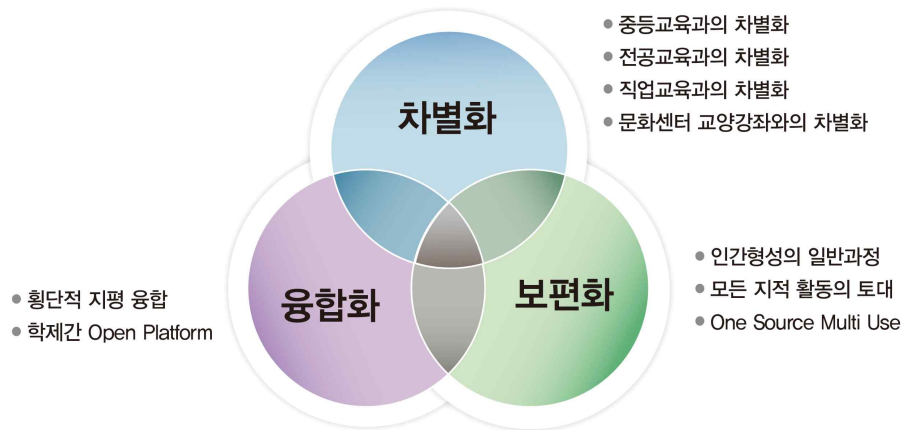 차별화
● 중등교육과의 차별화
● 전공교육과의 차별화
● 직업교육과의 차별화
● 문화센터 교양강좌와의 차별화
융합화
● 횡단적 지평 융합
● 학제간 Open Platform
보편화
● 인간형성의 일반과정
● 모든 지적 활동의 토대
● One Source Multi Use